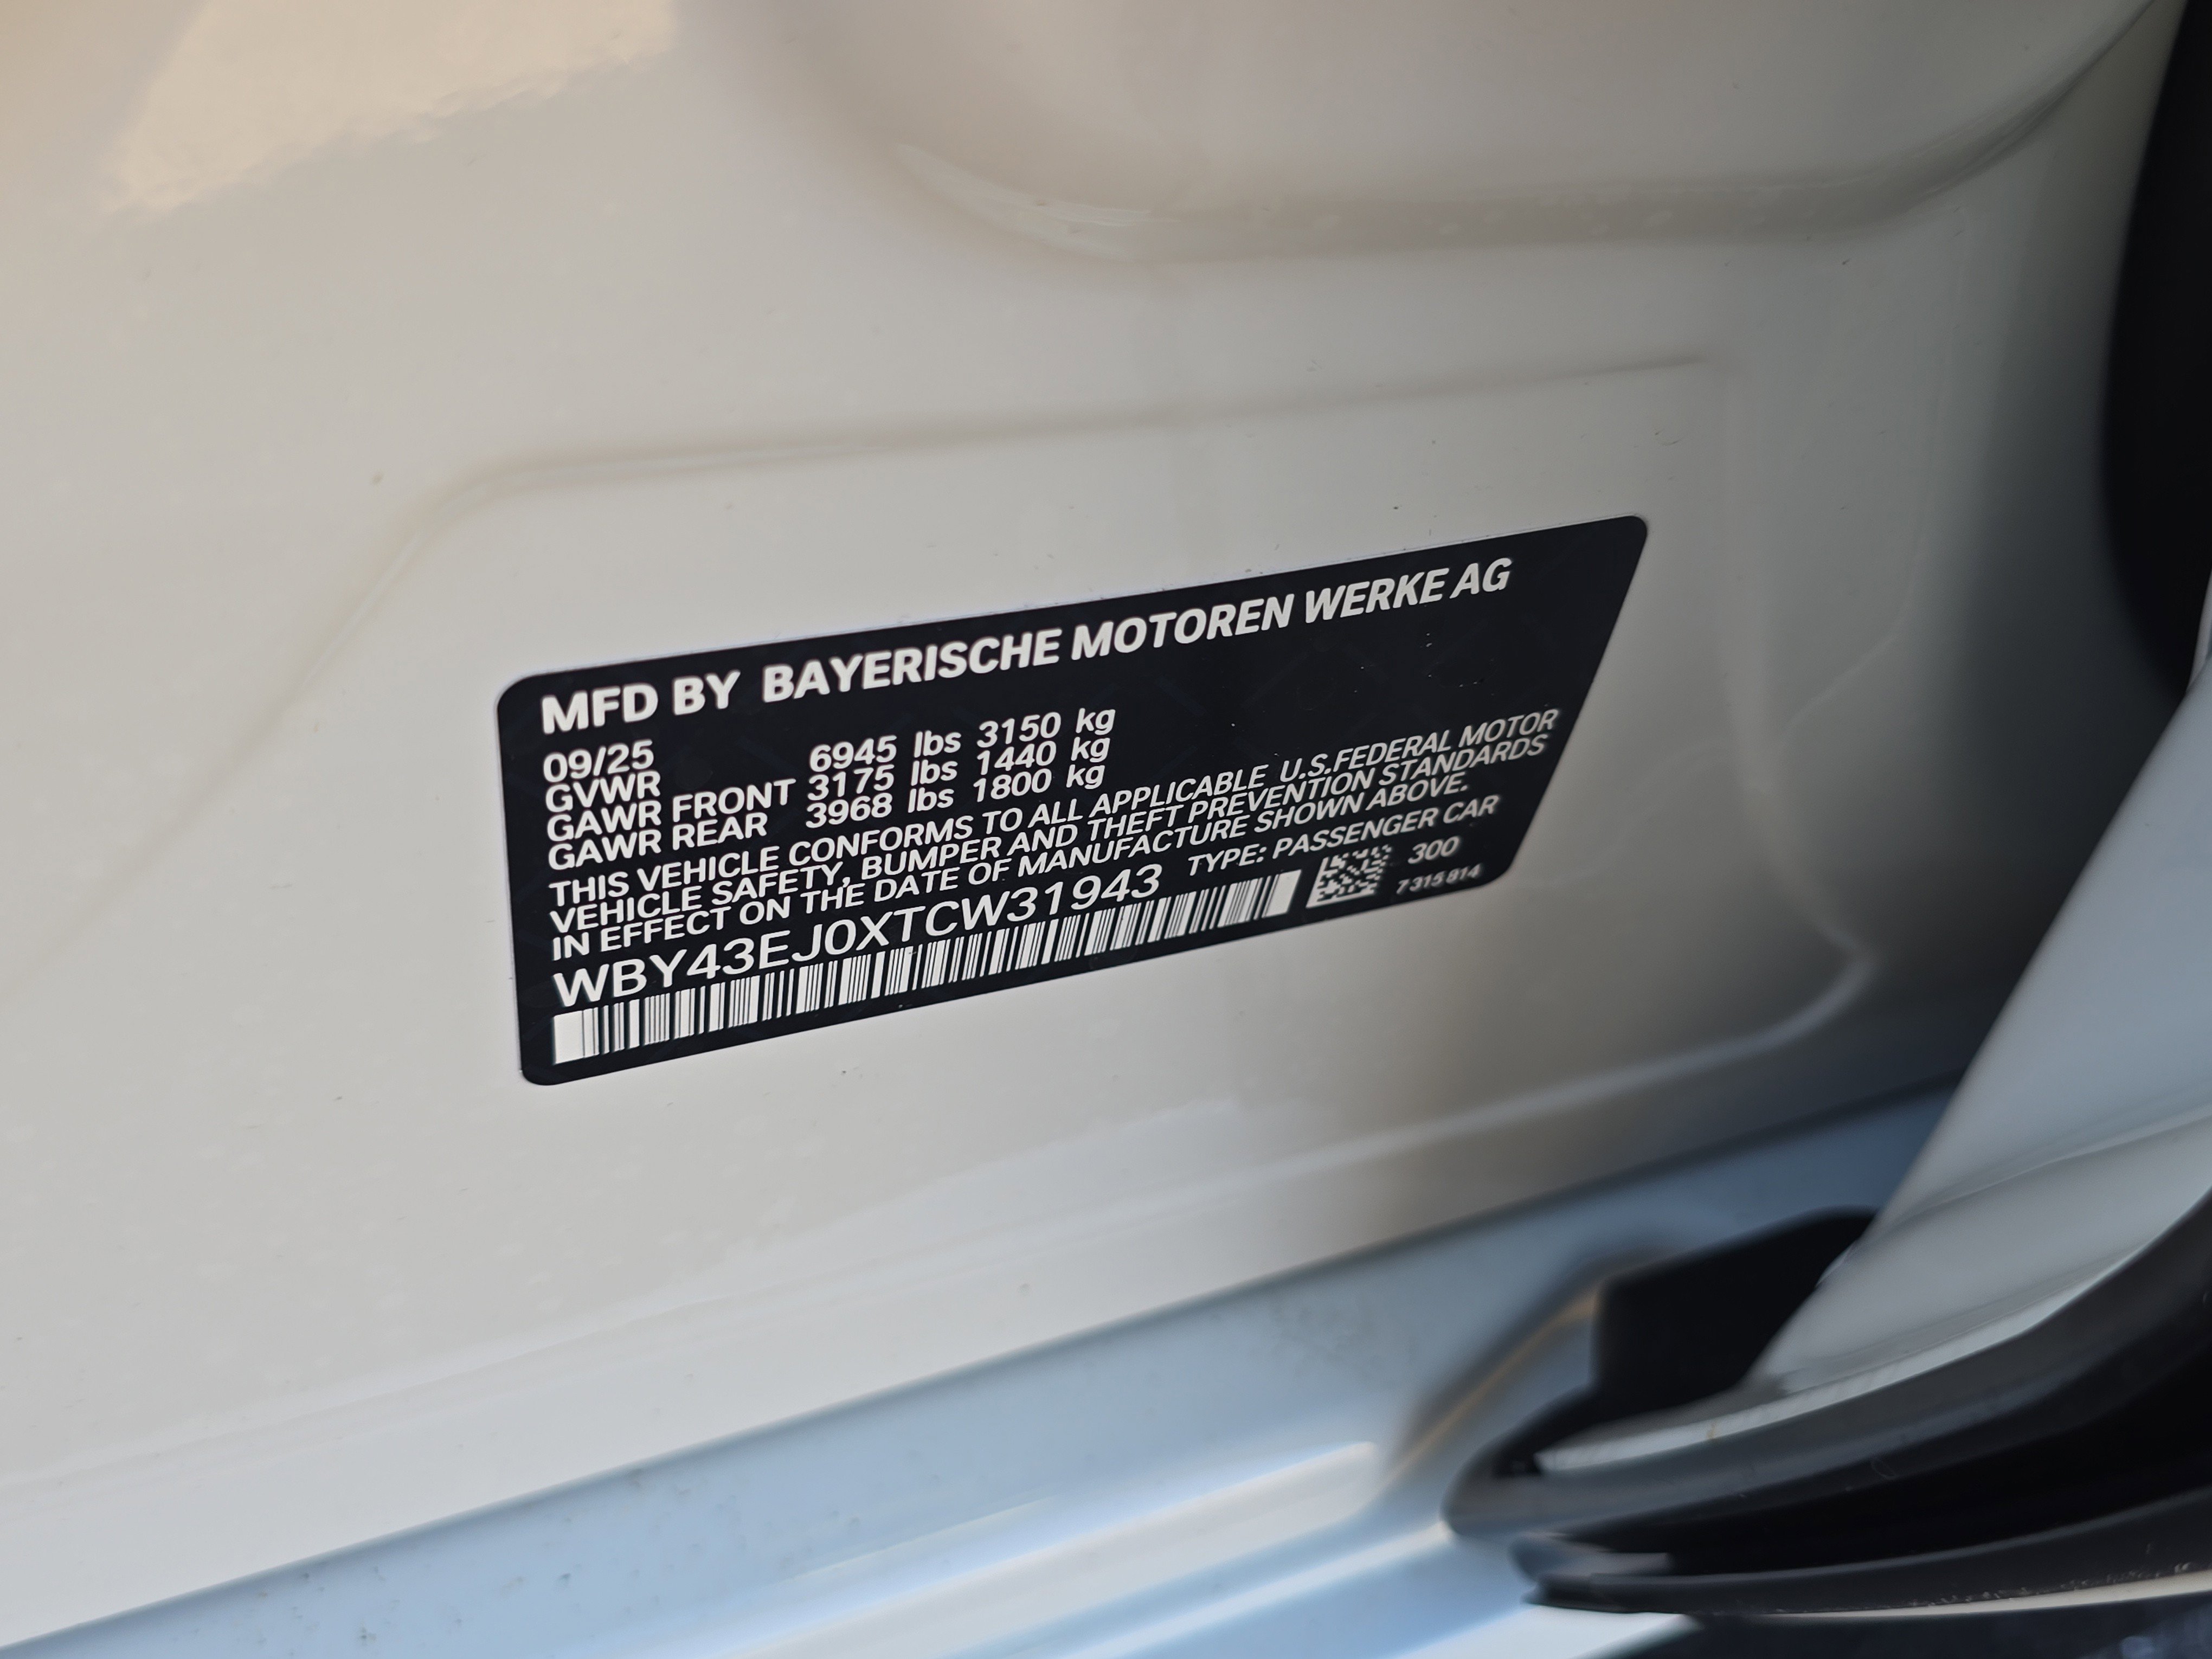 MFD BY BAYERISCHE MOTOREN WERKE AG
09/25
GVWR 6945 lbs 3150 kg
GAWR FRONT 3175 lbs 1440 kg
GAWR REAR 3968 lbs 1800 kg
THIS VEHICLE CONFORMS TO ALL APPLICABLE U.S.FEDERAL MOTOR
VEHICLE SAFETY, BUMPER AND THEFT PREVENTION STANDARDS
IN EFFECT ON THE DATE OF MANUFACTURE SHOWN ABOVE.
WBY43EJ0XTCW31943 TYPE: PASSENGER CAR
300
7 315 814